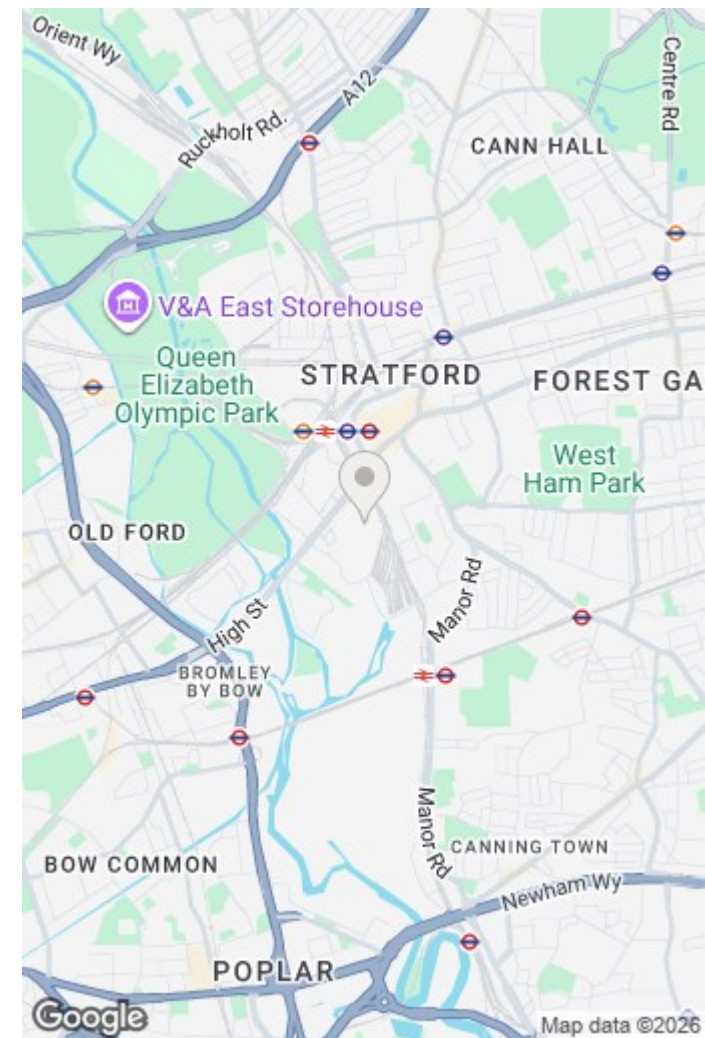 Orient Wy
A12
Ruckholt Rd.
Centre Rd
CANN HALL
V&A East Storehouse
Queen
Elizabeth
Olympic Park
STRATFORD
FOREST GA
West
Ham Park
OLD FORD
High St
Manor Rd
BROMLEY
BY BOW
Manor Rd
CANNING TOWN
BOW COMMON
Newham Wy
POPLAR
Google
Map data ©2026